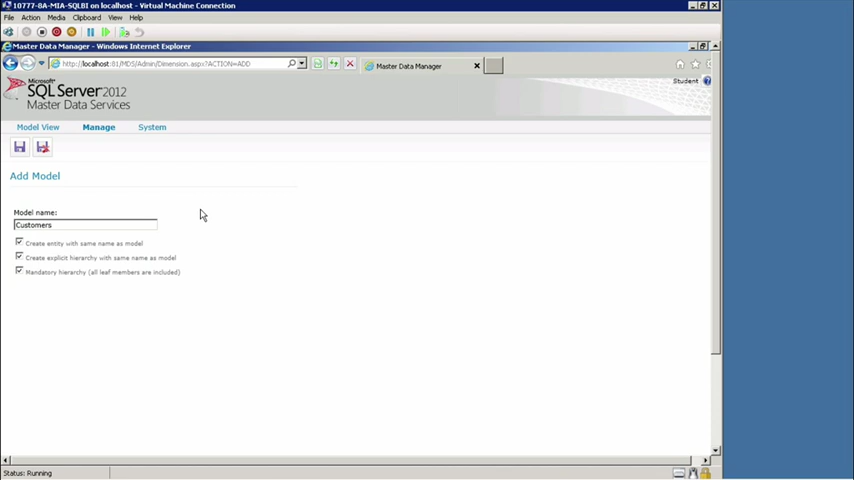 10777-8A-MIA-SQLBI on localhost - Virtual Machine Connection
File Action Media Clipboard View Help
Master Data Manager - Windows Internet Explorer
http://localhost:81/MDS/Admin/Dimension.aspx?ACTION=ADD
Master Data Manager
Student
Microsoft
SQL Server 2012
Master Data Services
Model View Manage System
Add Model
Model name:
Customers
Create entity with same name as model
Create explicit hierarchy with same name as model
Mandatory hierarchy (all leaf members are included)
Status: Running